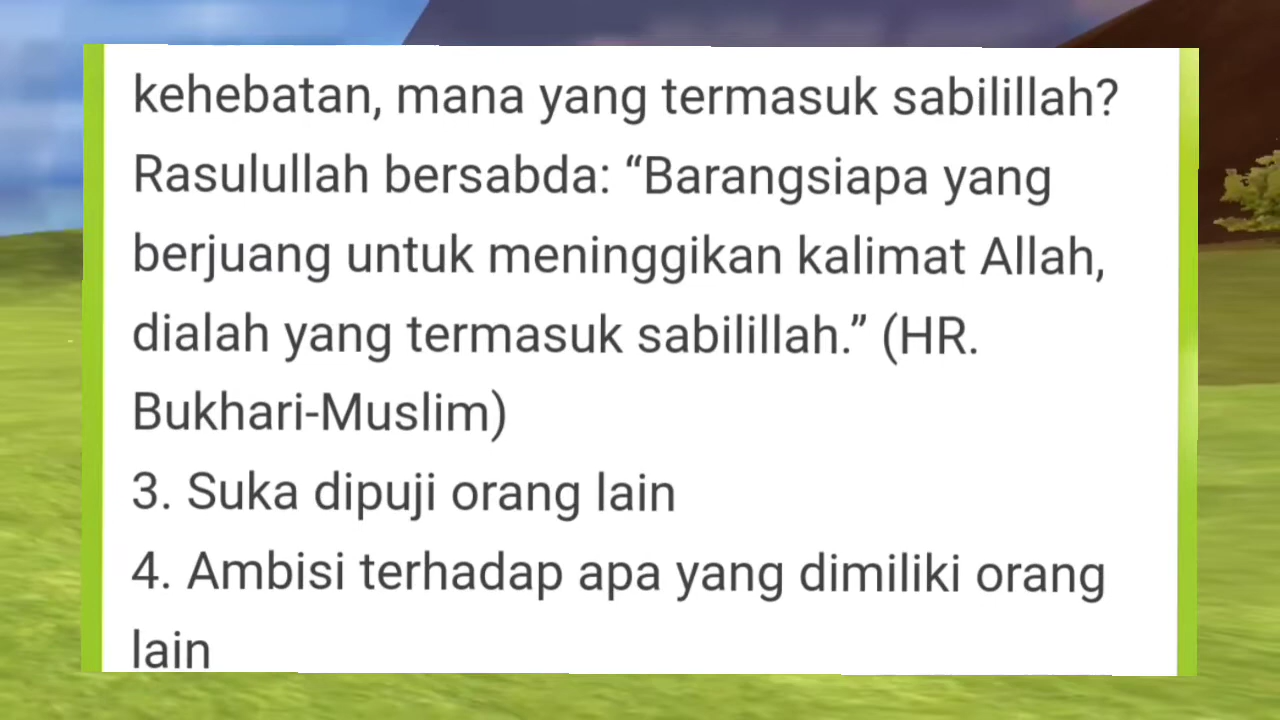 kehebatan, mana yang termasuk sabilillah?
Rasulullah bersabda: “Barangsiapa yang
berjuang untuk meninggikan kalimat Allah,
dialah yang termasuk sabilillah.” (HR.
Bukhari-Muslim)
3. Suka dipuji orang lain
4. Ambisi terhadap apa yang dimiliki orang
lain